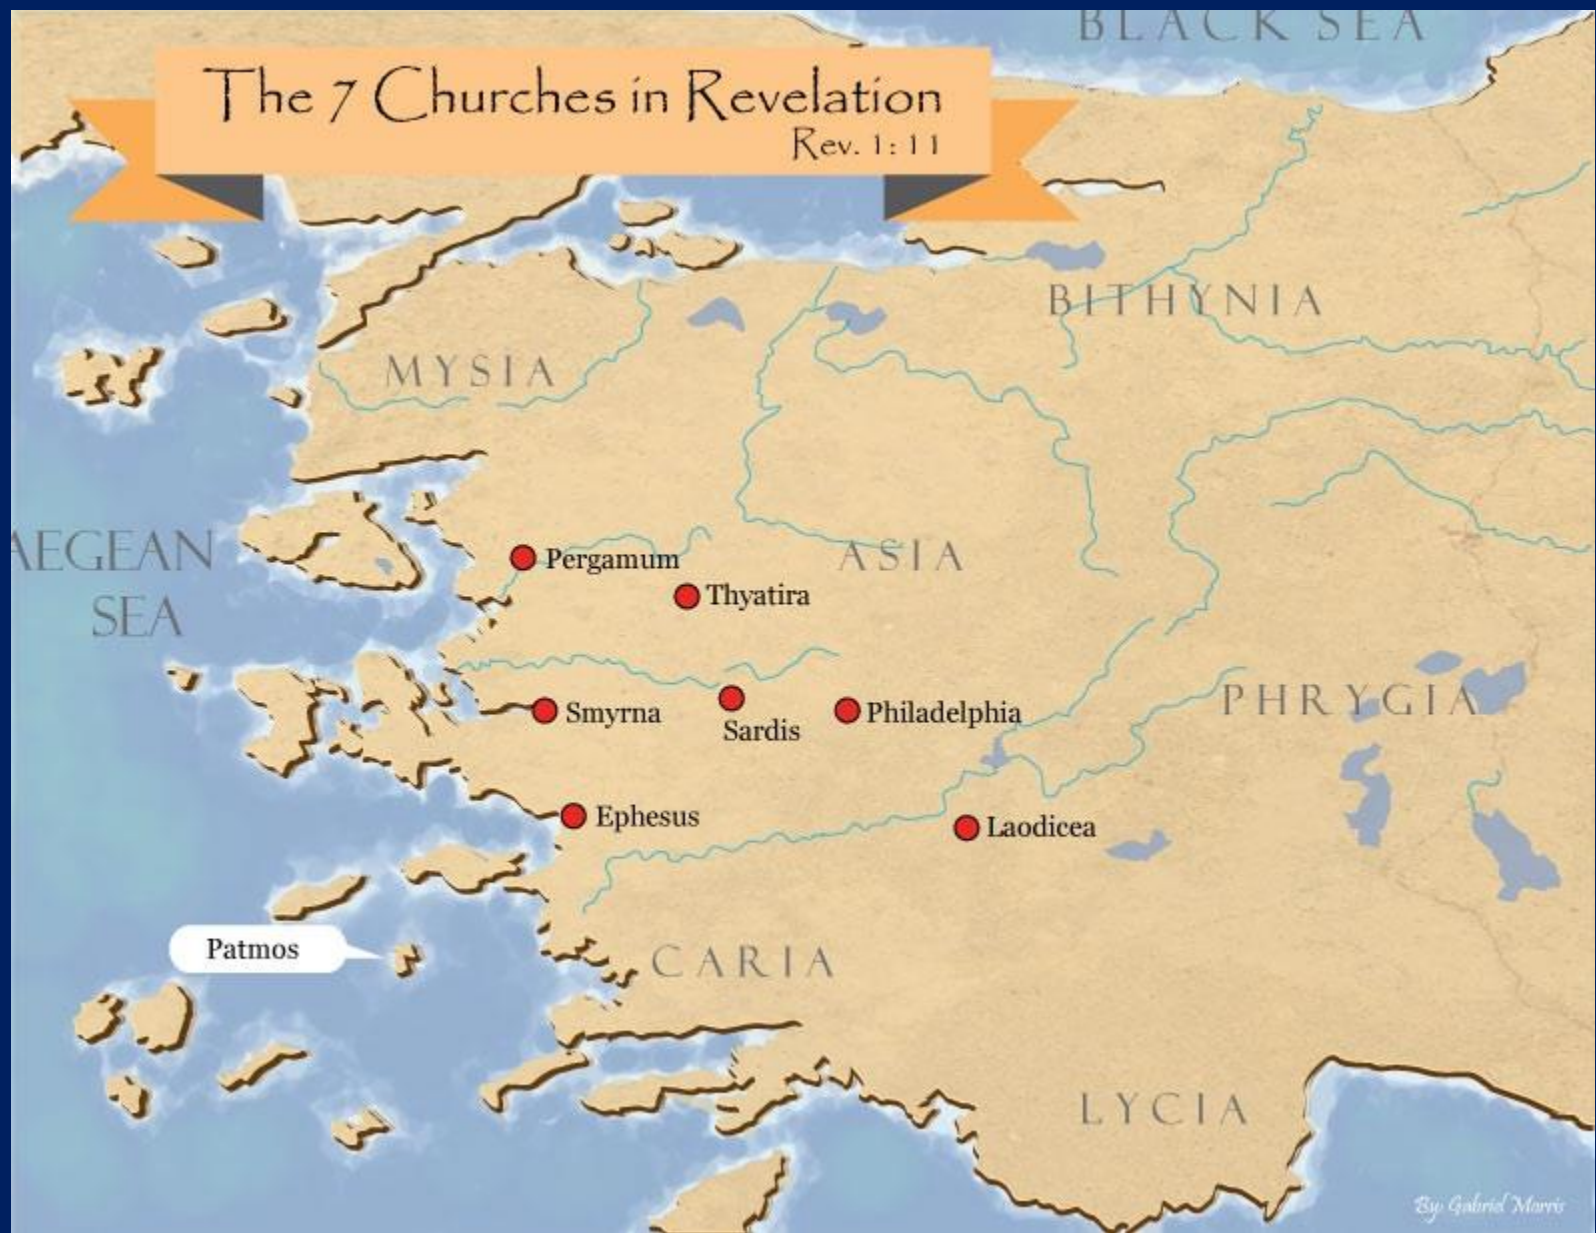 BLACK SEA
The 7 Churches in Revelation
Rev. 1:11
BITHYNIA
MYSIA
AEGEAN
SEA
Pergamum
ASIA
Thyatira
PHRYGIA
Smyrna
Sardis
Philadelphia
Ephesus
Laodicea
Patmos
CARIA
LYCIA
By: Gabriel Morris